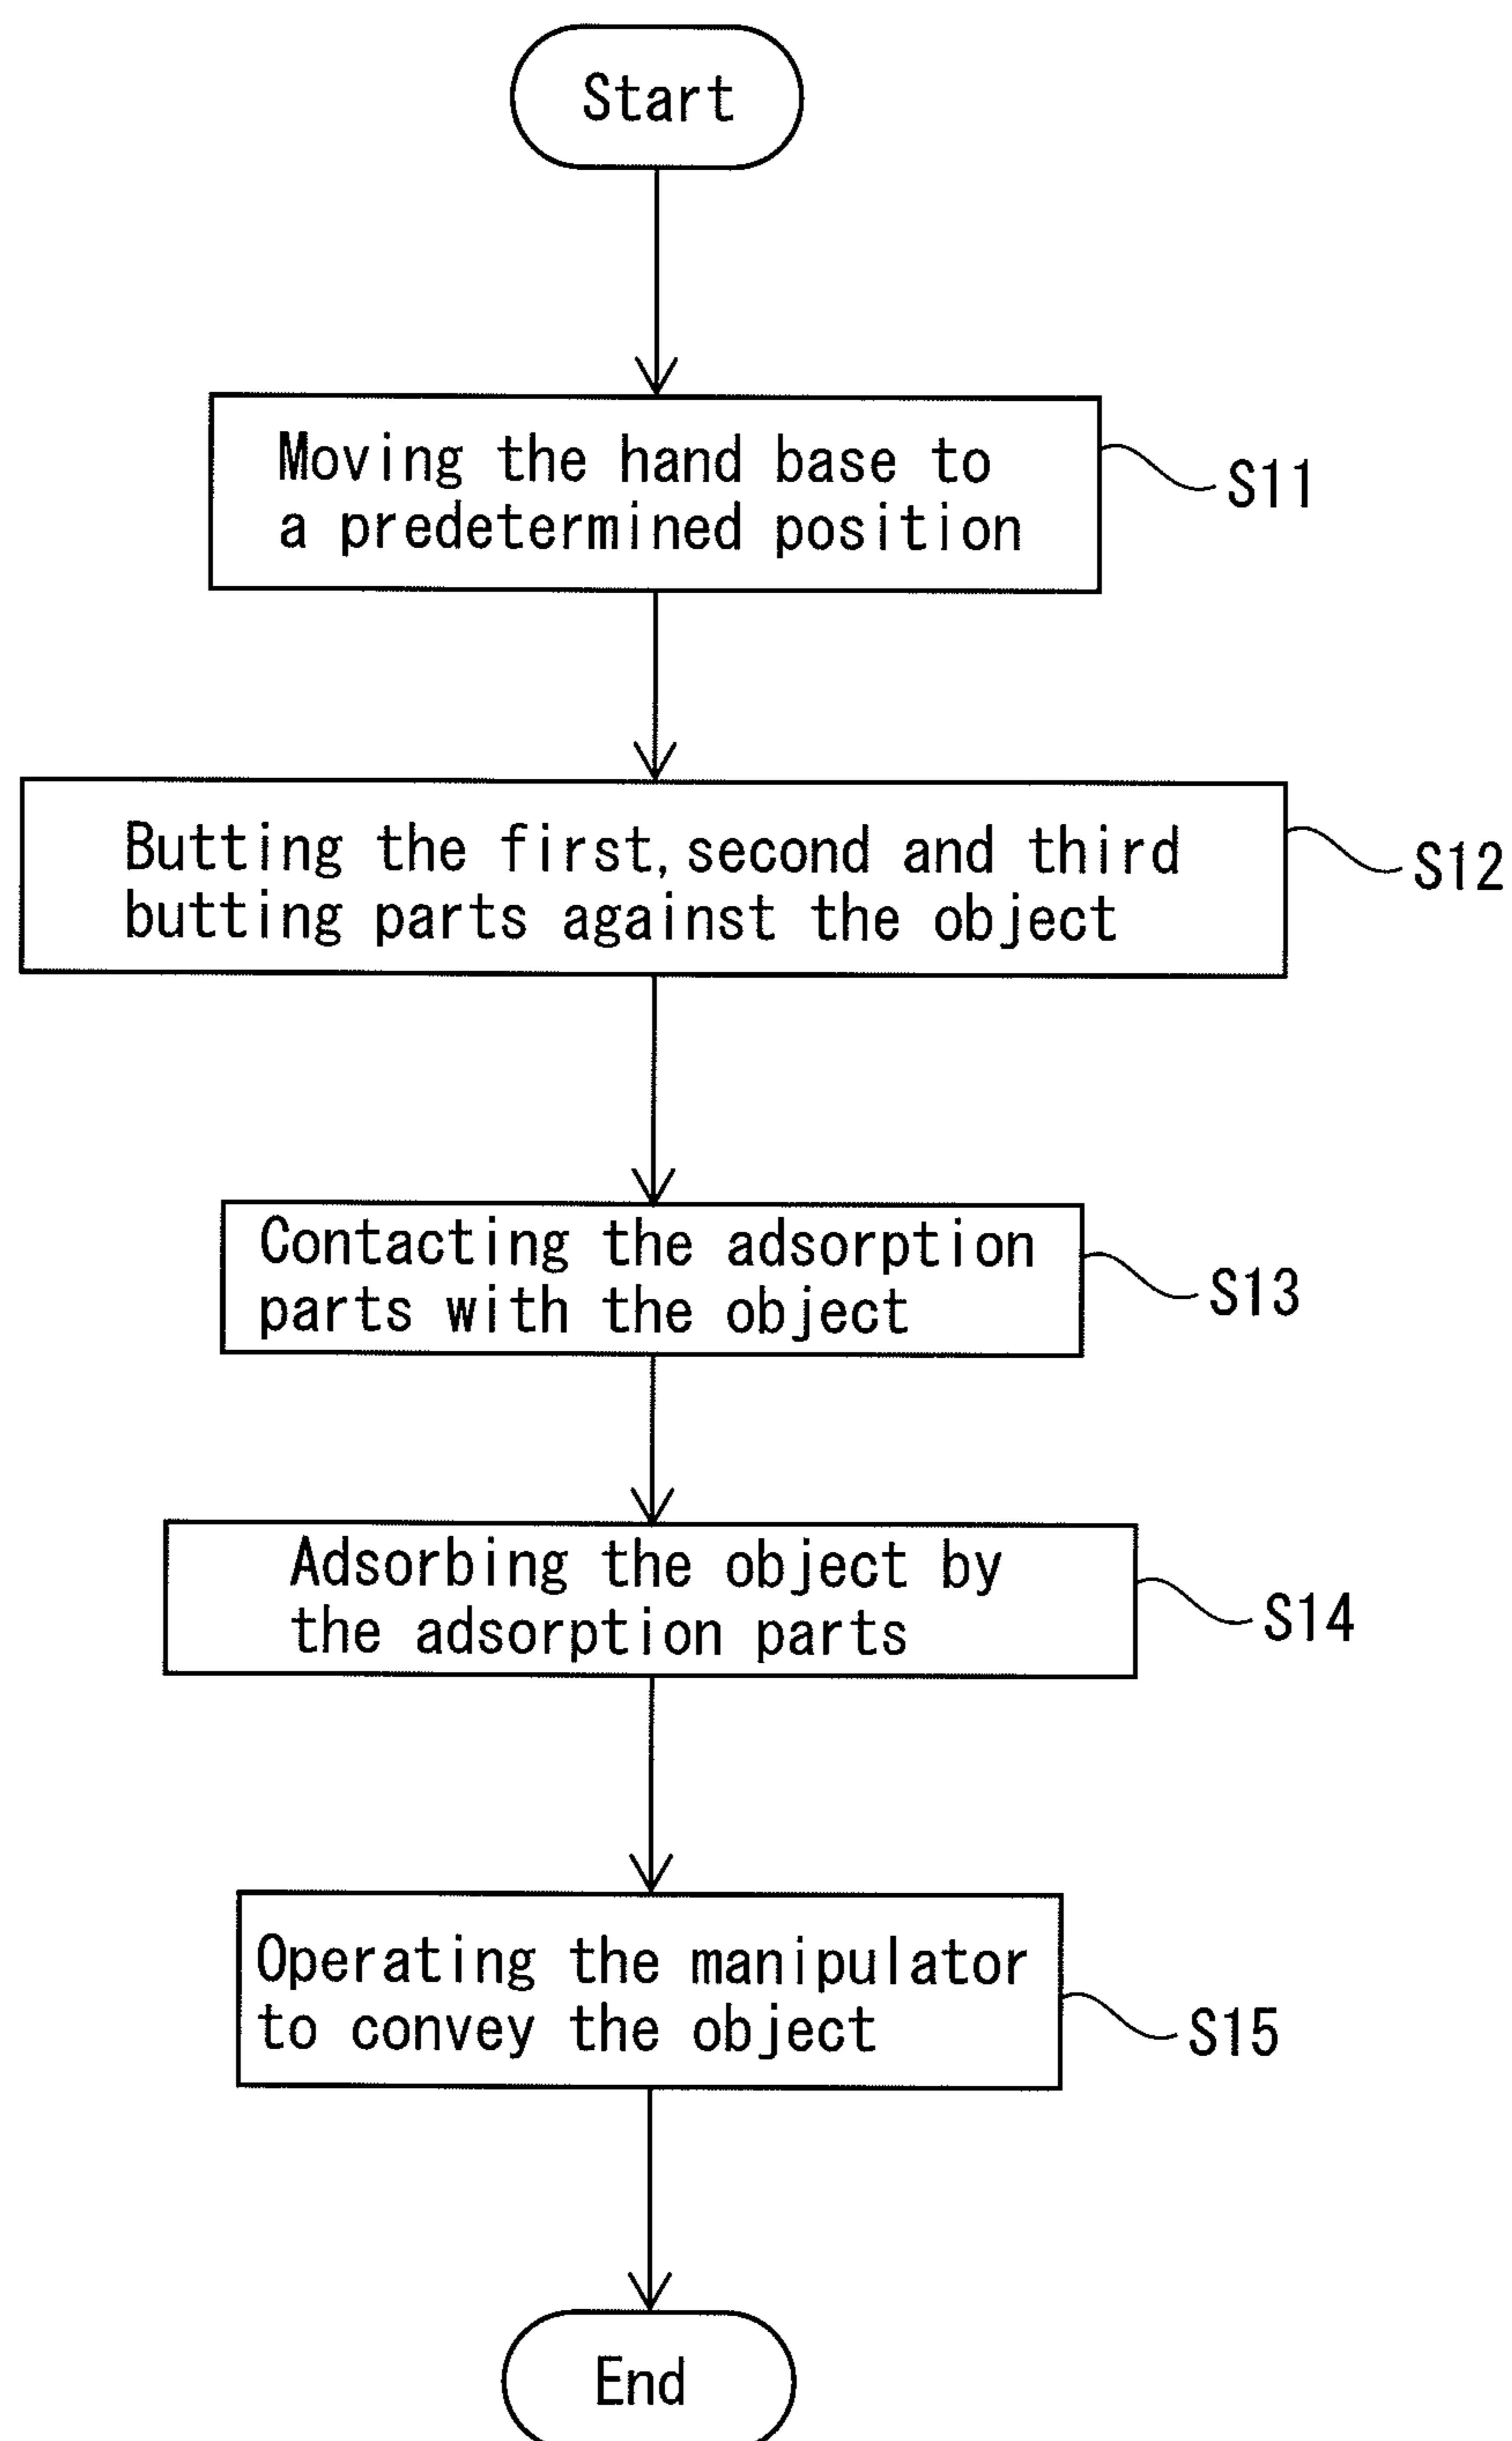 Start
Moving the hand base to
a predetermined position
S11
Butting the first, second and third
butting parts against the object
S12
Contacting the adsorption
parts with the object
S13
Adsorbing the object by
the adsorption parts
S14
Operating the manipulator
to convey the object
S15
End